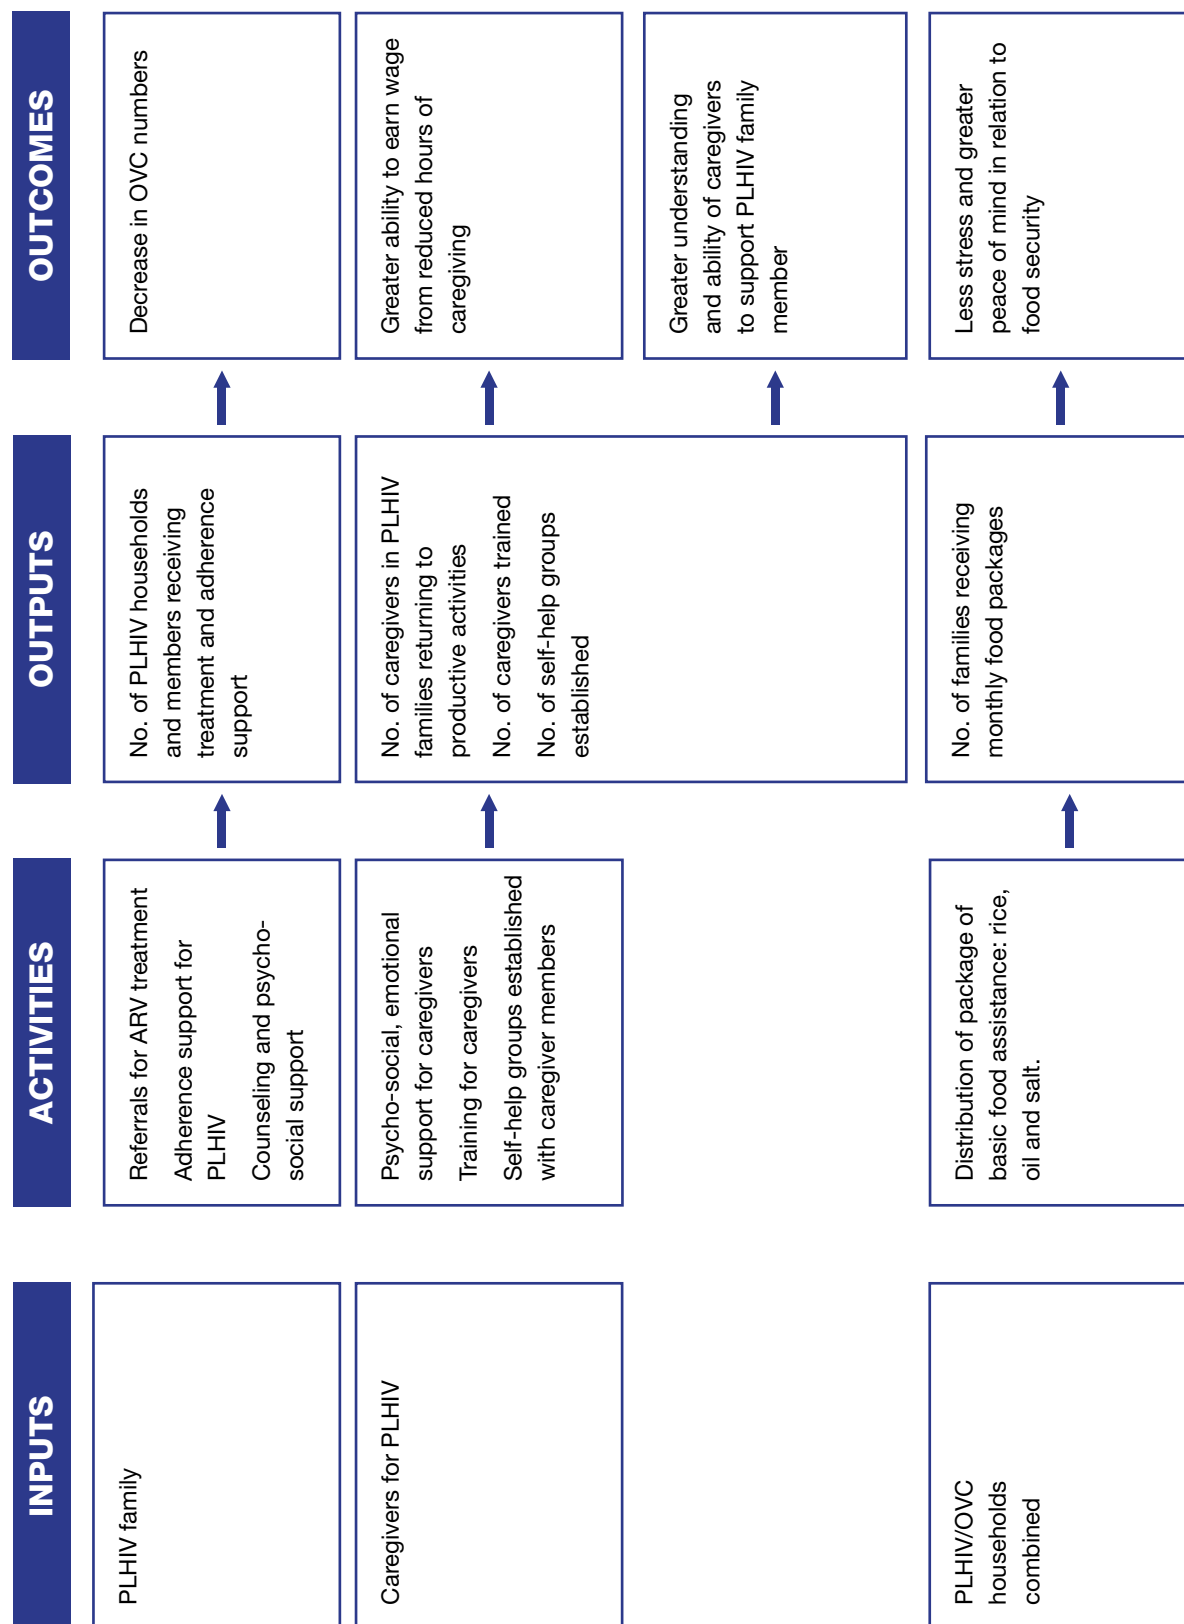 INPUTS
ACTIVITIES
OUTPUTS
OUTCOMES
PLHIV family
Referrals for ARV treatment
Adherence support for
PLHIV
Counseling and psycho-
social support
No. of PLHIV households
and members receiving
treatment and adherence
support
Decrease in OVC numbers
Caregivers for PLHIV
Psycho-social, emotional
support for caregivers
Training for caregivers
Self-help groups established
with caregiver members
No. of caregivers in PLHIV
families returning to
productive activities
No. of caregivers trained
No. of self-help groups
established
Greater ability to earn wage
from reduced hours of
caregiving
Greater understanding
and ability of caregivers
to support PLHIV family
member
PLHIV/OVC
households
combined
Distribution of package of
basic food assistance: rice,
oil and salt.
No. of families receiving
monthly food packages
Less stress and greater
peace of mind in relation to
food security